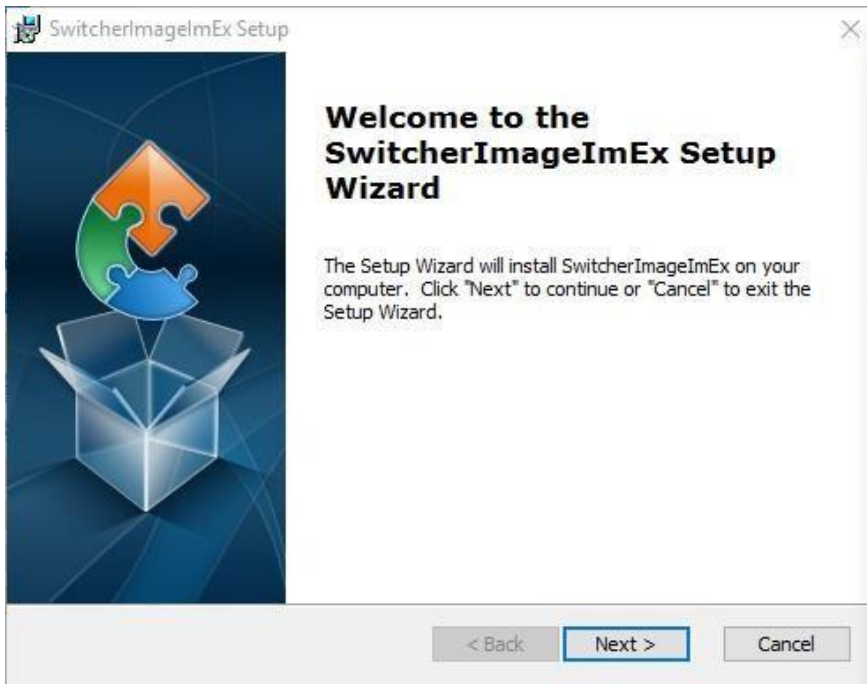 SwitcherImageImEx Setup
Welcome to the
SwitcherImageImEx Setup
Wizard
The Setup Wizard will install SwitcherImageImEx on your
computer. Click "Next" to continue or "Cancel" to exit the
Setup Wizard.
< Back
Next >
Cancel